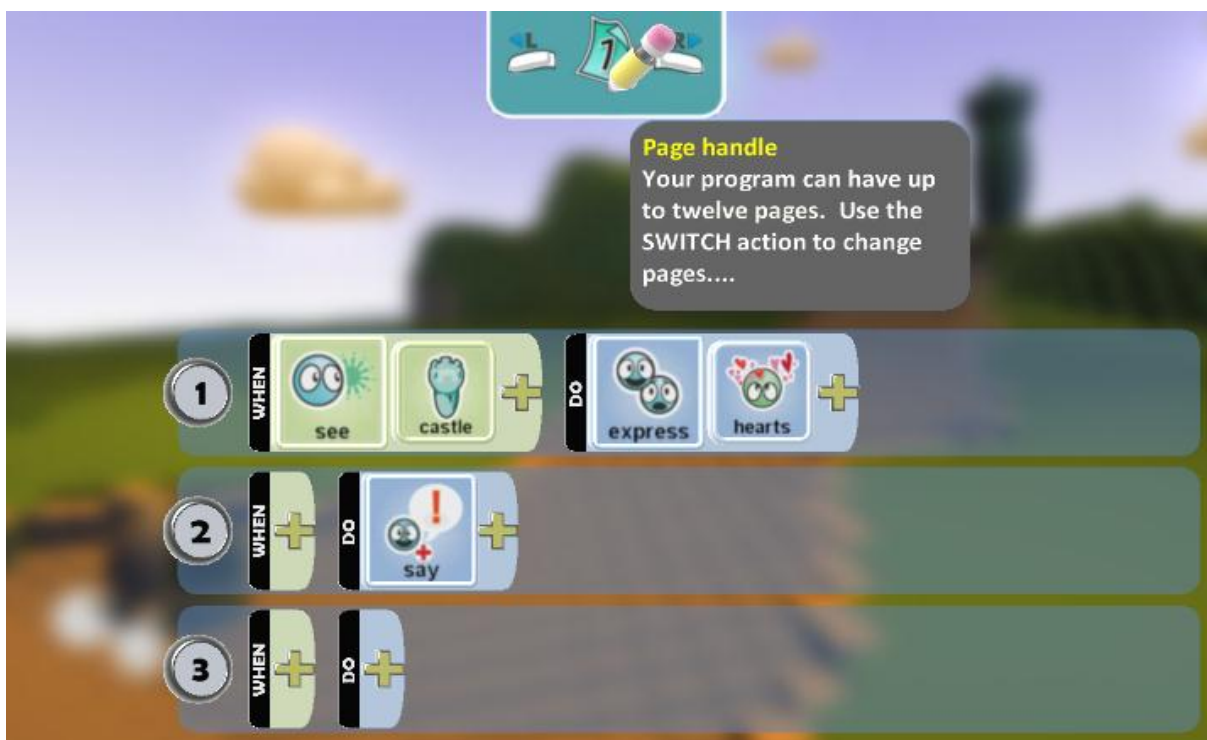 L 1 R
Page handle
Your program can have up
to twelve pages. Use the
SWITCH action to change
pages....
1 WHEN see castle DO express hearts
2 WHEN DO say
3 WHEN DO